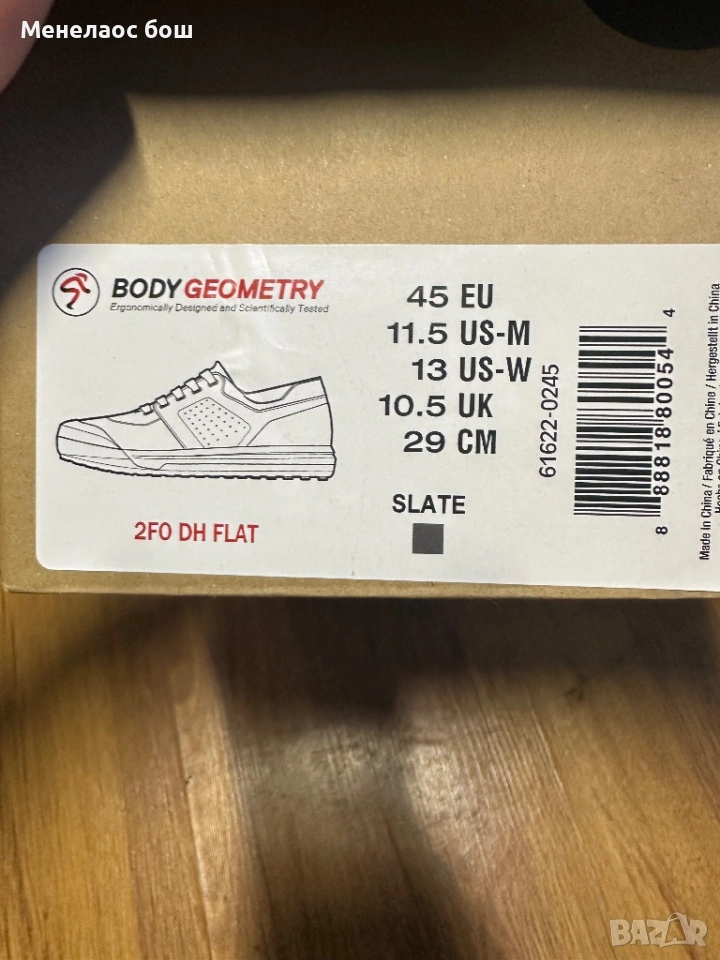 Менелаос бош
BODY GEOMETRY
Ergonomically Designed and Scientifically Tested
2FO DH FLAT
45 EU
11.5 US-M
13 US-W
10.5 UK
29 CM
SLATE
61622-0245
8 88818 80054 4
Made In China / Fabriqué en Chine / Hergestellt in China
BAZAR